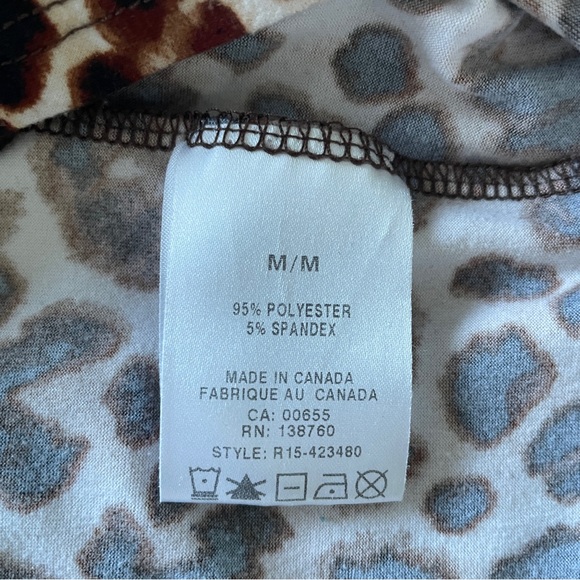 M/M
95% POLYESTER
5% SPANDEX
MADE IN CANADA
FABRIQUE AU CANADA
CA: 00655
RN: 138760
STYLE: R15-423480